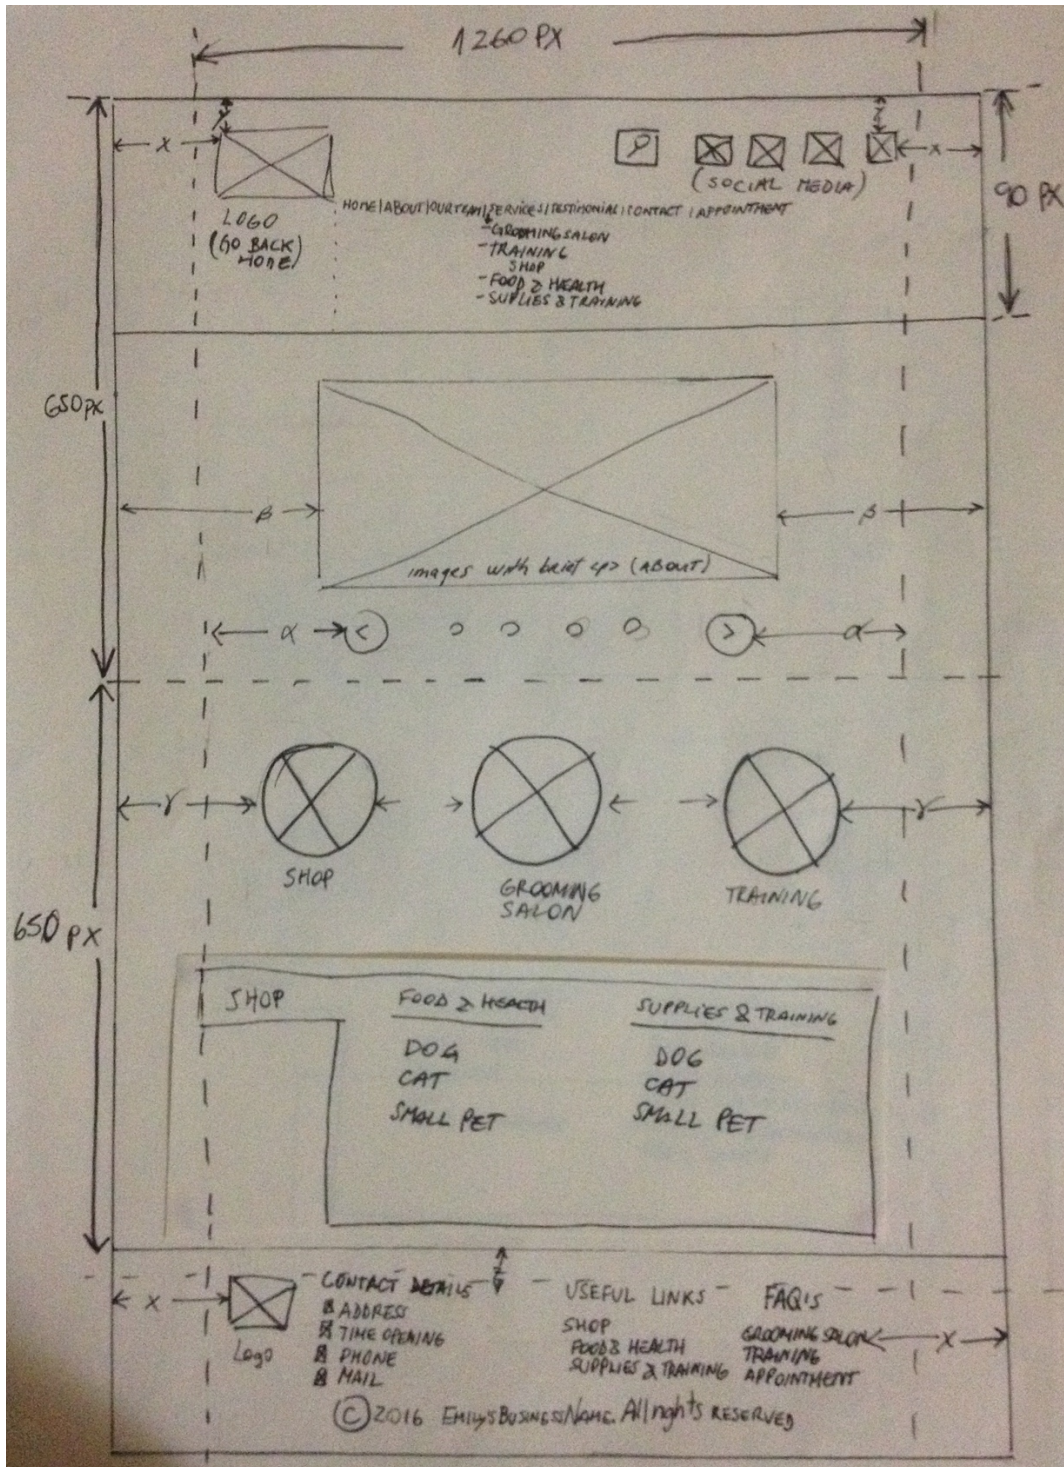 1260 PX
x
x
(SOCIAL MEDIA)
90 PX
LOGO
(GO BACK
HOME)
HOME|ABOUT|OUR TEAM|SERVICES|TESTIMONIAL|CONTACT|APPOINTMENT
-GROOMING SALON
-TRAINING
SHOP
-FOOD & HEALTH
-SUPLIES & TRAINING
650PX
β
β
images with brief <p> (ABOUT)
α
<
>
α
γ
γ
SHOP
GROOMING
SALON
TRAINING
650 PX
SHOP
FOOD & HEALTH
SUPPLIES & TRAINING
DOG
DOG
CAT
CAT
SMALL PET
SMALL PET
x
Logo
CONTACT DETAILS
ADDRESS
TIME OPENING
PHONE
MAIL
USEFUL LINKS
SHOP
FOOD & HEALTH
SUPPLIES & TRAINING
FAQ'S
GROOMING SALON
TRAINING
APPOINTMENT
x
© 2016 EMILY'SBUSINESSNAME. All rights RESERVED